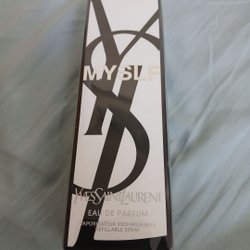 MYSLF
YVESSAINTLAURENT
EAU DE PARFUM
VAPORISATEUR RECHARGEABLE
REFILLABLE SPRAY